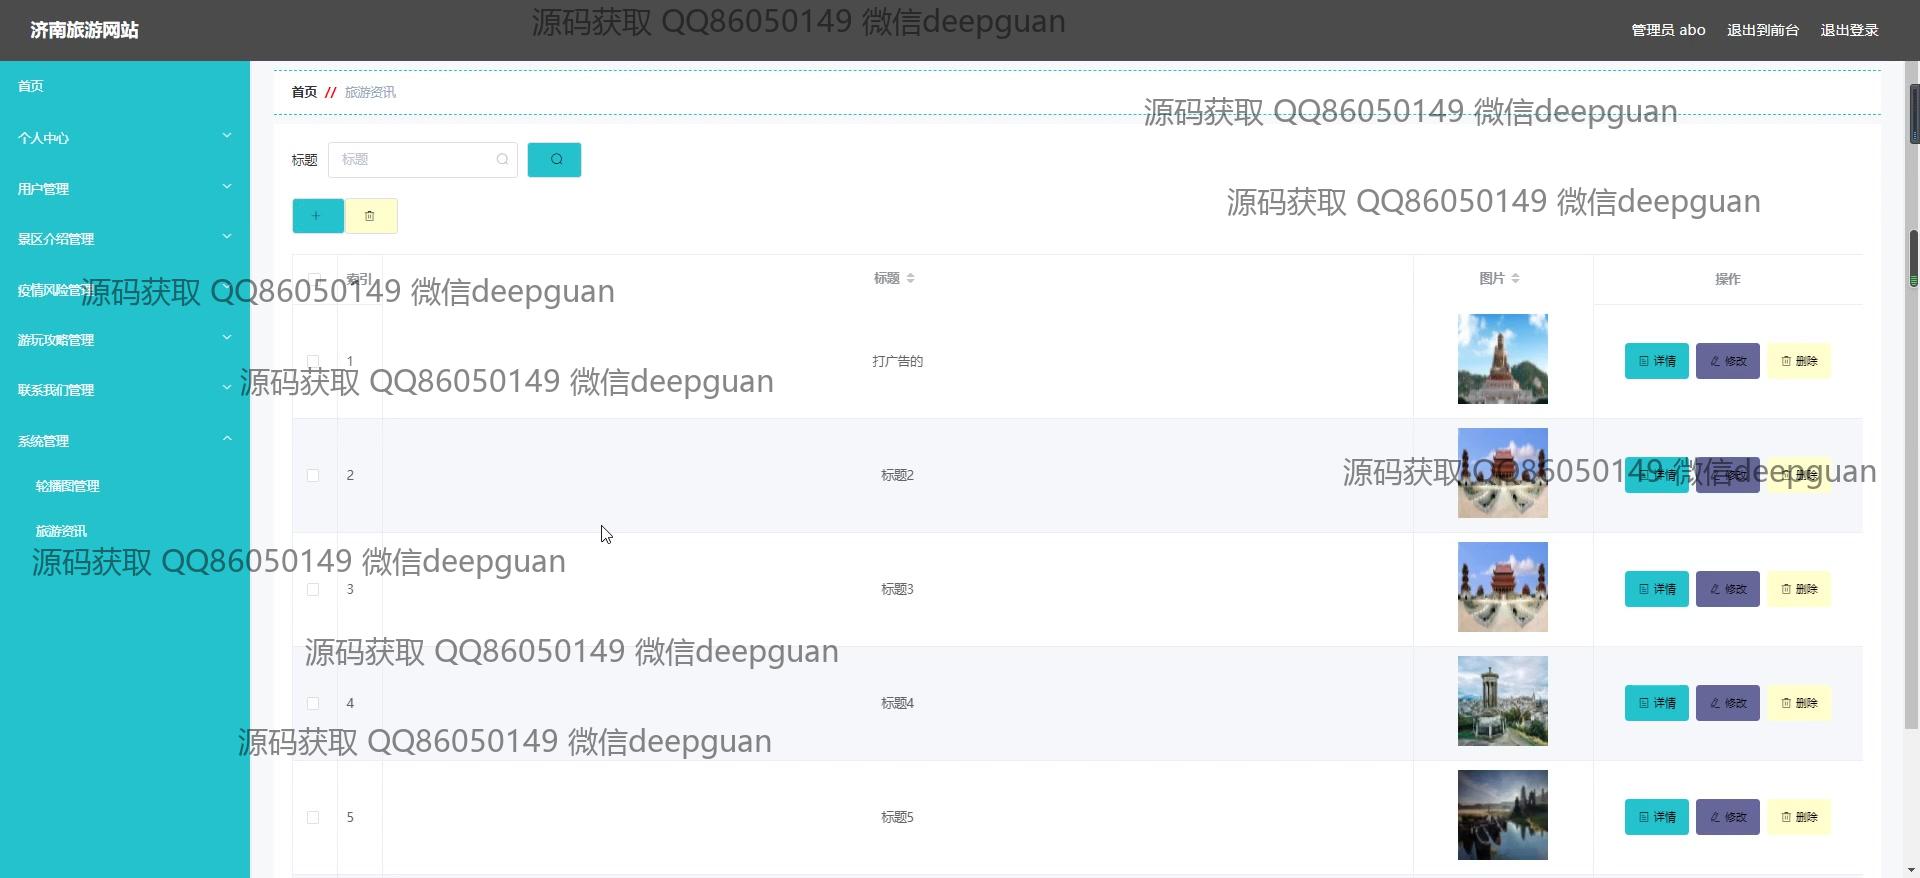 济南旅游网站
源码获取 QQ86050149 微信deepguan
管理员 abo 退出到前台 退出登录
首页
个人中心
用户管理
景区介绍管理
疫情风险管理
游玩攻略管理
联系我们管理
系统管理
轮播图管理
旅游资讯
首页 // 旅游资讯
源码获取 QQ86050149 微信deepguan
标题 标题
源码获取 QQ86050149 微信deepguan
索引 标题 图片 操作
源码获取 QQ86050149 微信deepguan
1 打广告的 详情 修改 删除
源码获取 QQ86050149 微信deepguan
2 标题2 详情 修改 删除
源码获取 QQ86050149 微信deepguan
源码获取 QQ86050149 微信deepguan
3 标题3 详情 修改 删除
源码获取 QQ86050149 微信deepguan
4 标题4 详情 修改 删除
源码获取 QQ86050149 微信deepguan
5 标题5 详情 修改 删除